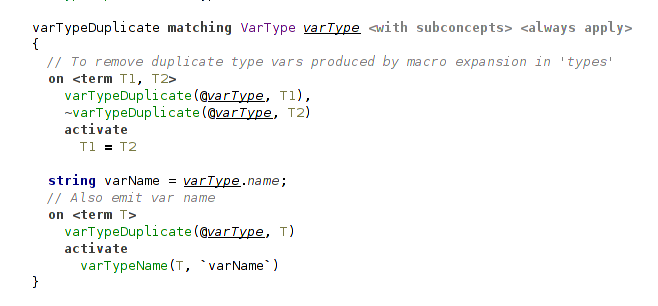 varTypeDuplicate matching VarType varType <with subconcepts> <always apply>
{
// To remove duplicate type vars produced by macro expansion in 'types'
on <term T1, T2>
varTypeDuplicate(@varType, T1),
~varTypeDuplicate(@varType, T2)
activate
T1 = T2
string varName = varType.name;
// Also emit var name
on <term T>
varTypeDuplicate(@varType, T)
activate
varTypeName(T, `varName`)
}